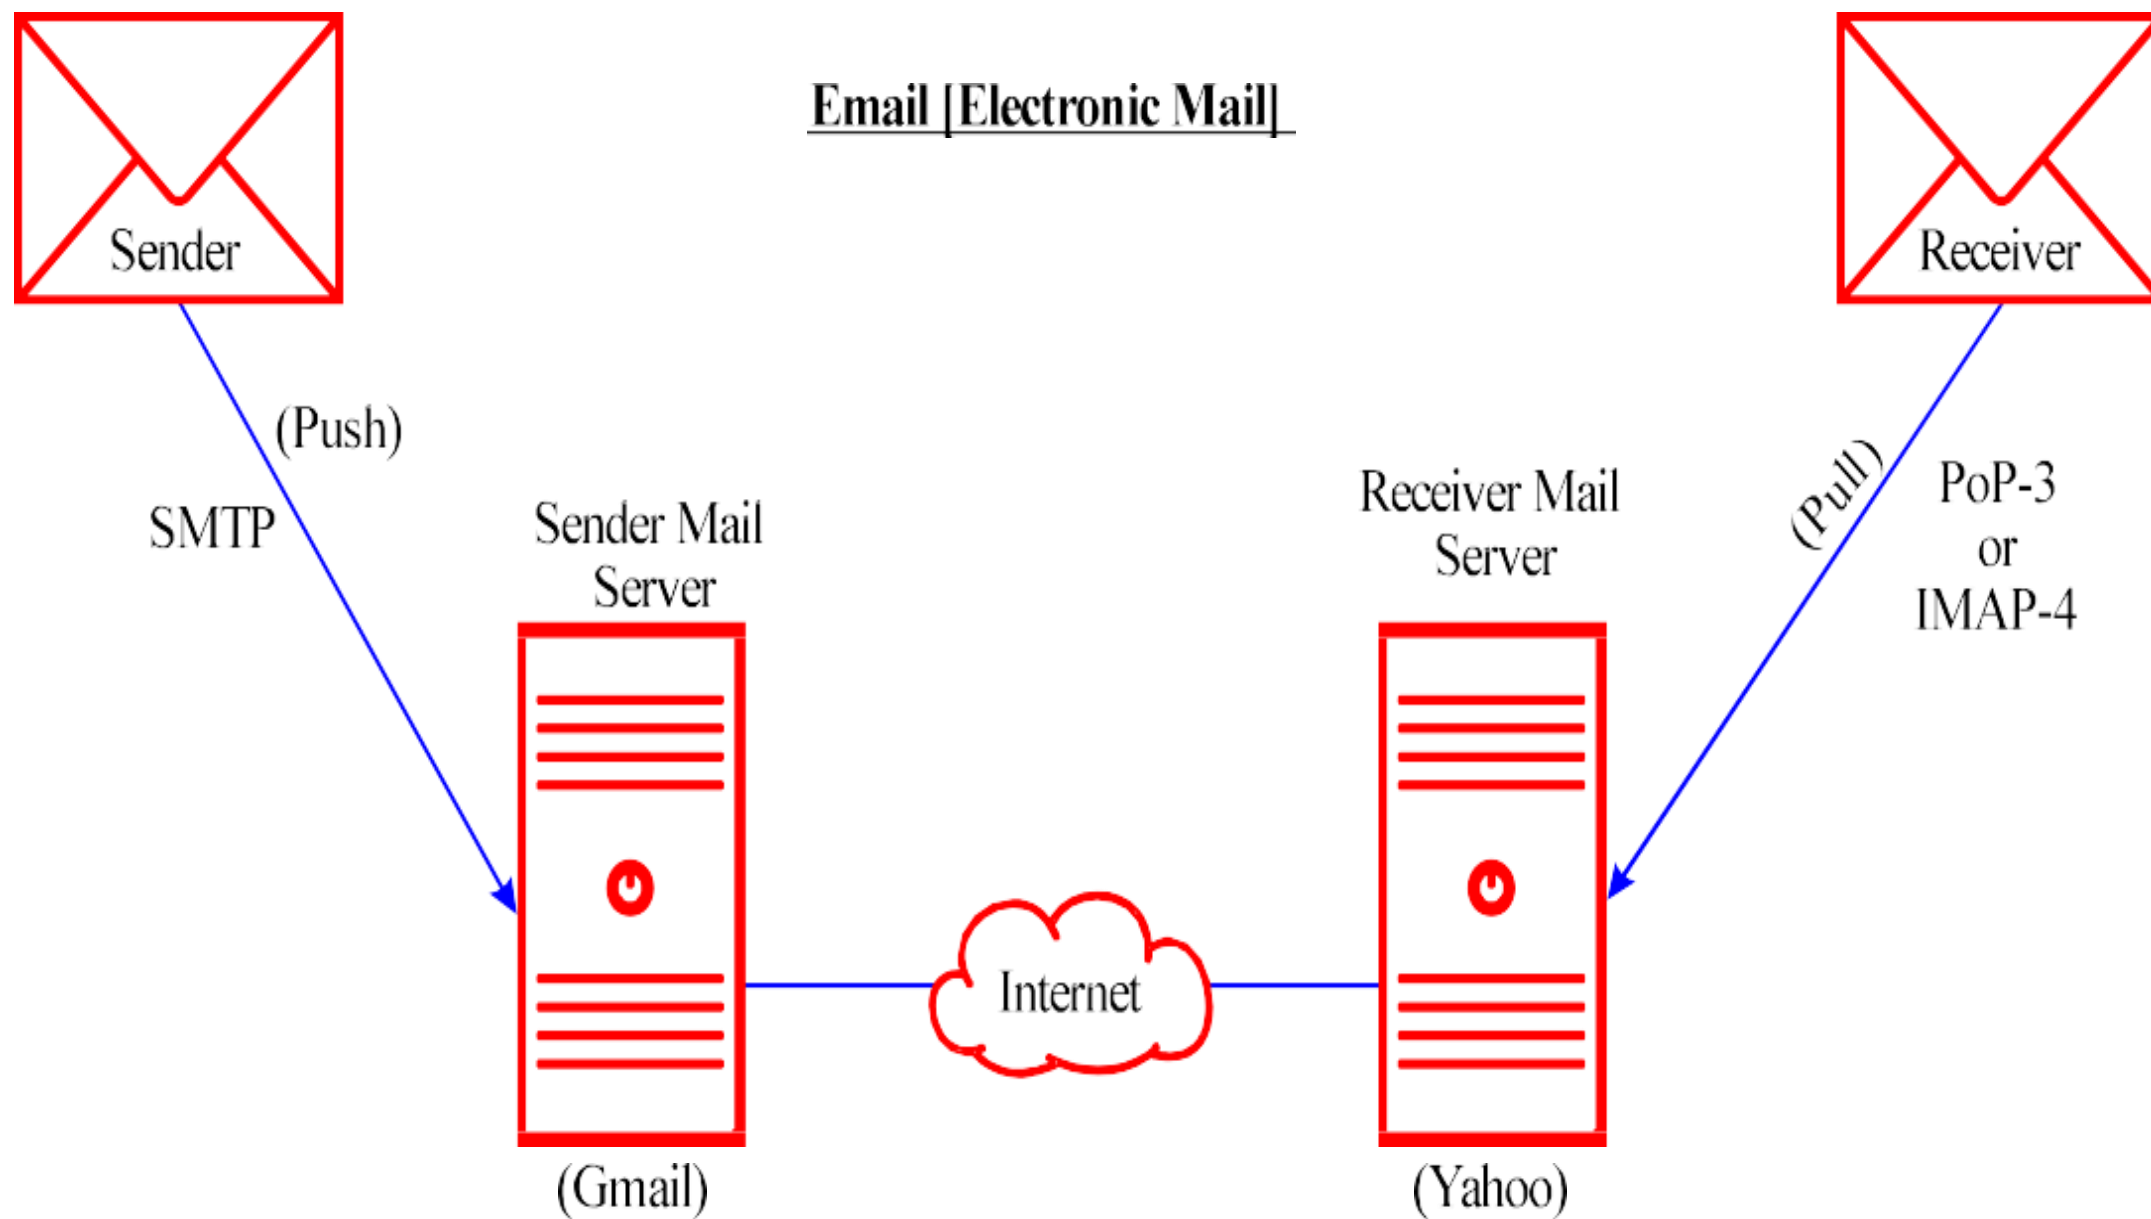 Email [Electronic Mail]
Sender
Receiver
(Push)
SMTP
Sender Mail
Server
Receiver Mail
Server
(Pull)
PoP-3
or
IMAP-4
Internet
(Gmail)
(Yahoo)